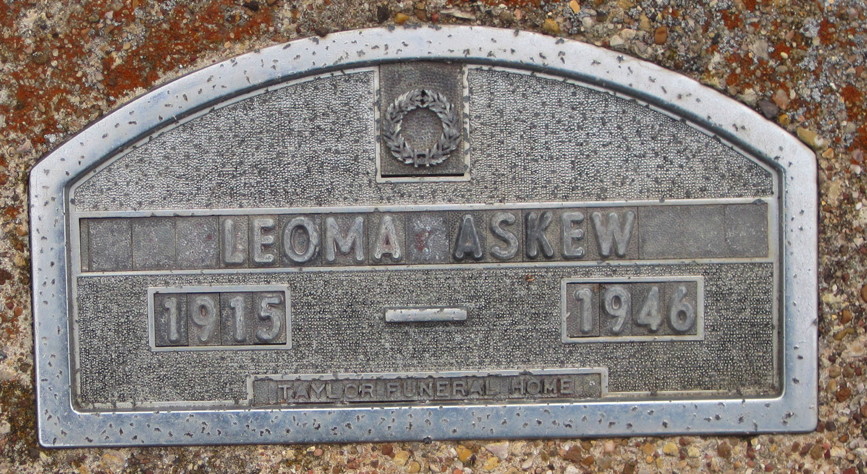 LEOMA ASKEW
1915 — 1946
TAYLOR FUNERAL HOME